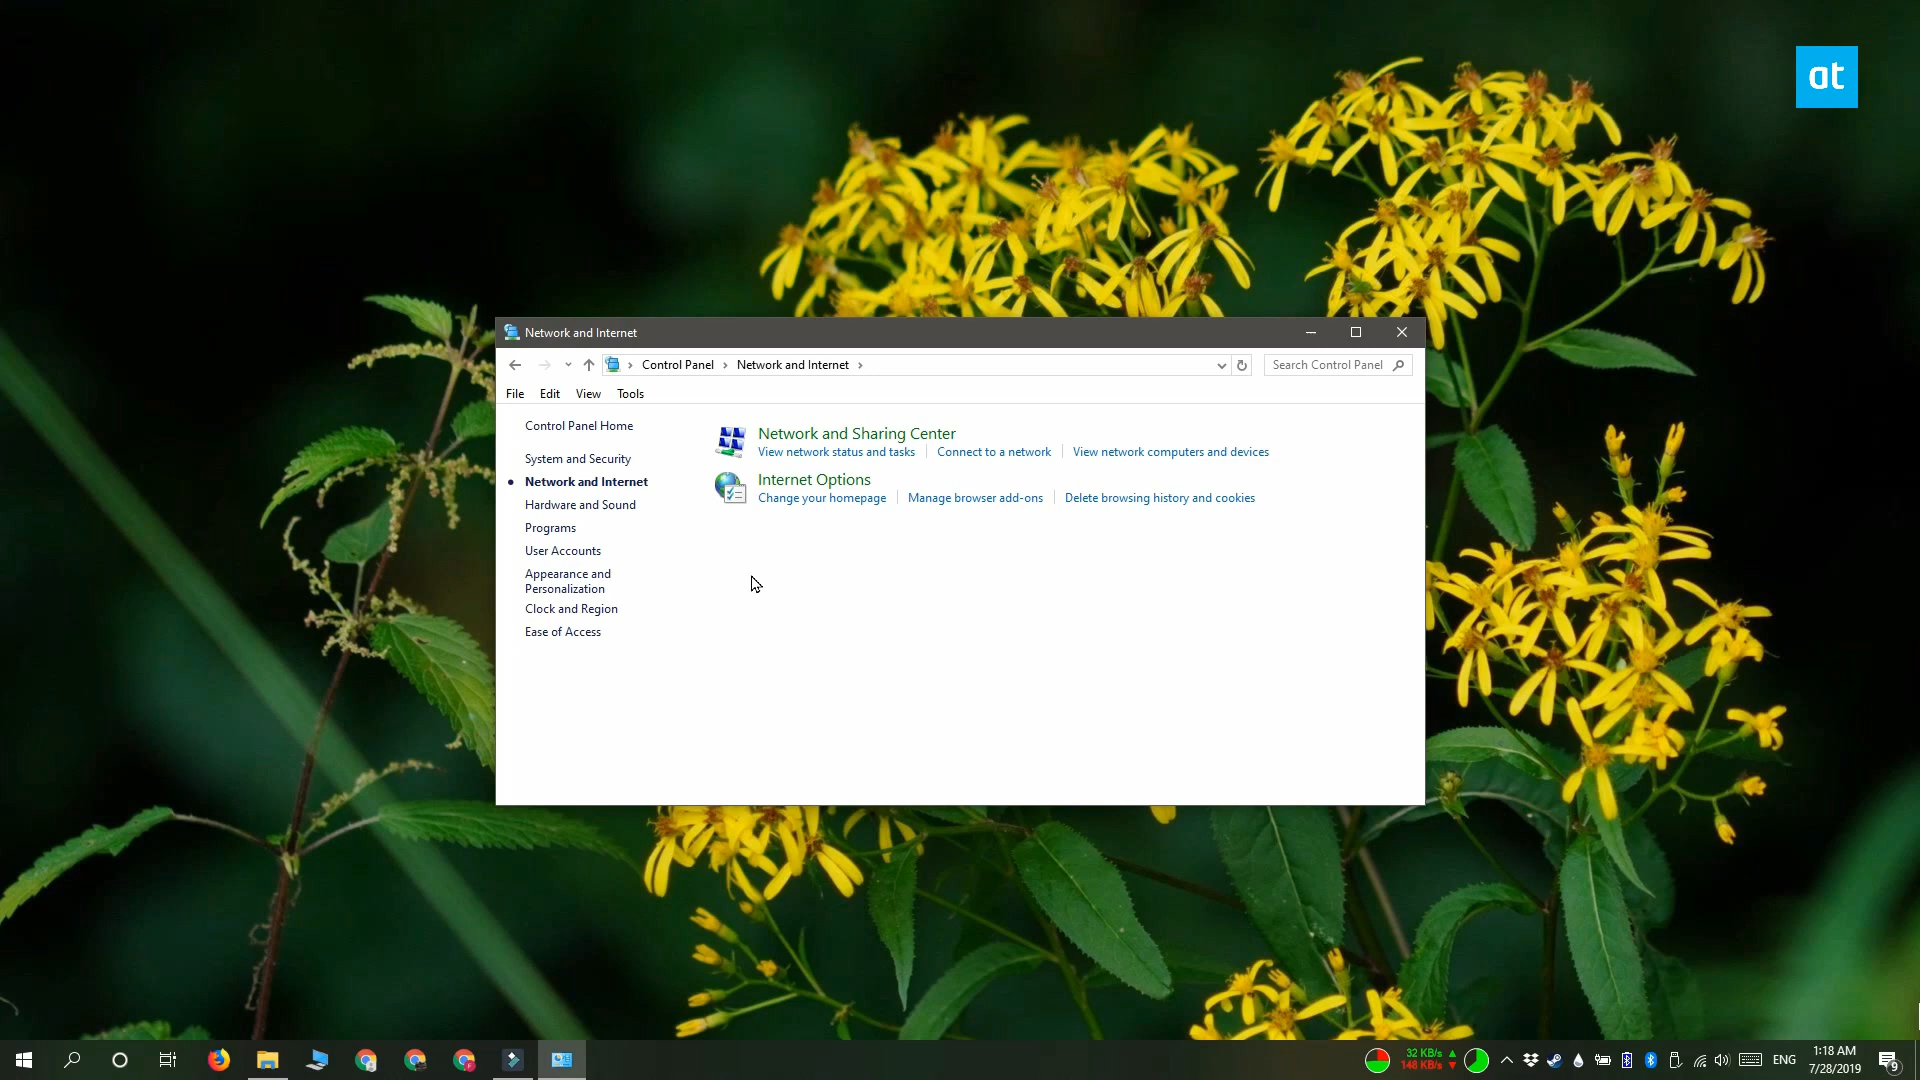 at
Network and Internet
Control Panel Network and Internet
Search Control Panel
File Edit View Tools
Control Panel Home
System and Security
Network and Internet
Hardware and Sound
Programs
User Accounts
Appearance and
Personalization
Clock and Region
Ease of Access
Network and Sharing Center
View network status and tasks Connect to a network View network computers and devices
Internet Options
Change your homepage Manage browser add-ons Delete browsing history and cookies
32 KB/s
148 KB/s
ENG
1:18 AM
7/28/2019
9